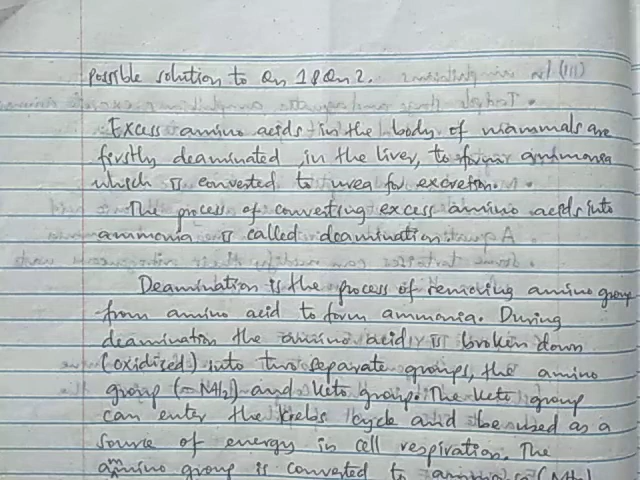 Possible solution to Qn 1 & Qn 2.
Excess amino acids in the body of mammals are
firstly deaminated in the liver, to form ammonia
which is converted to urea for excretion.
The process of converting excess amino acids into
ammonia is called deamination.
Deamination is the process of removing amino group
from amino acid to form ammonia. During
deamination the amino acid is broken down
(oxidised) into two separate groups, the amino
group (-NH2) and keto group. The keto group
can enter the Krebs cycle and be used as a
source of energy in cell respiration. The
amino group is converted to ammonia (NH3)